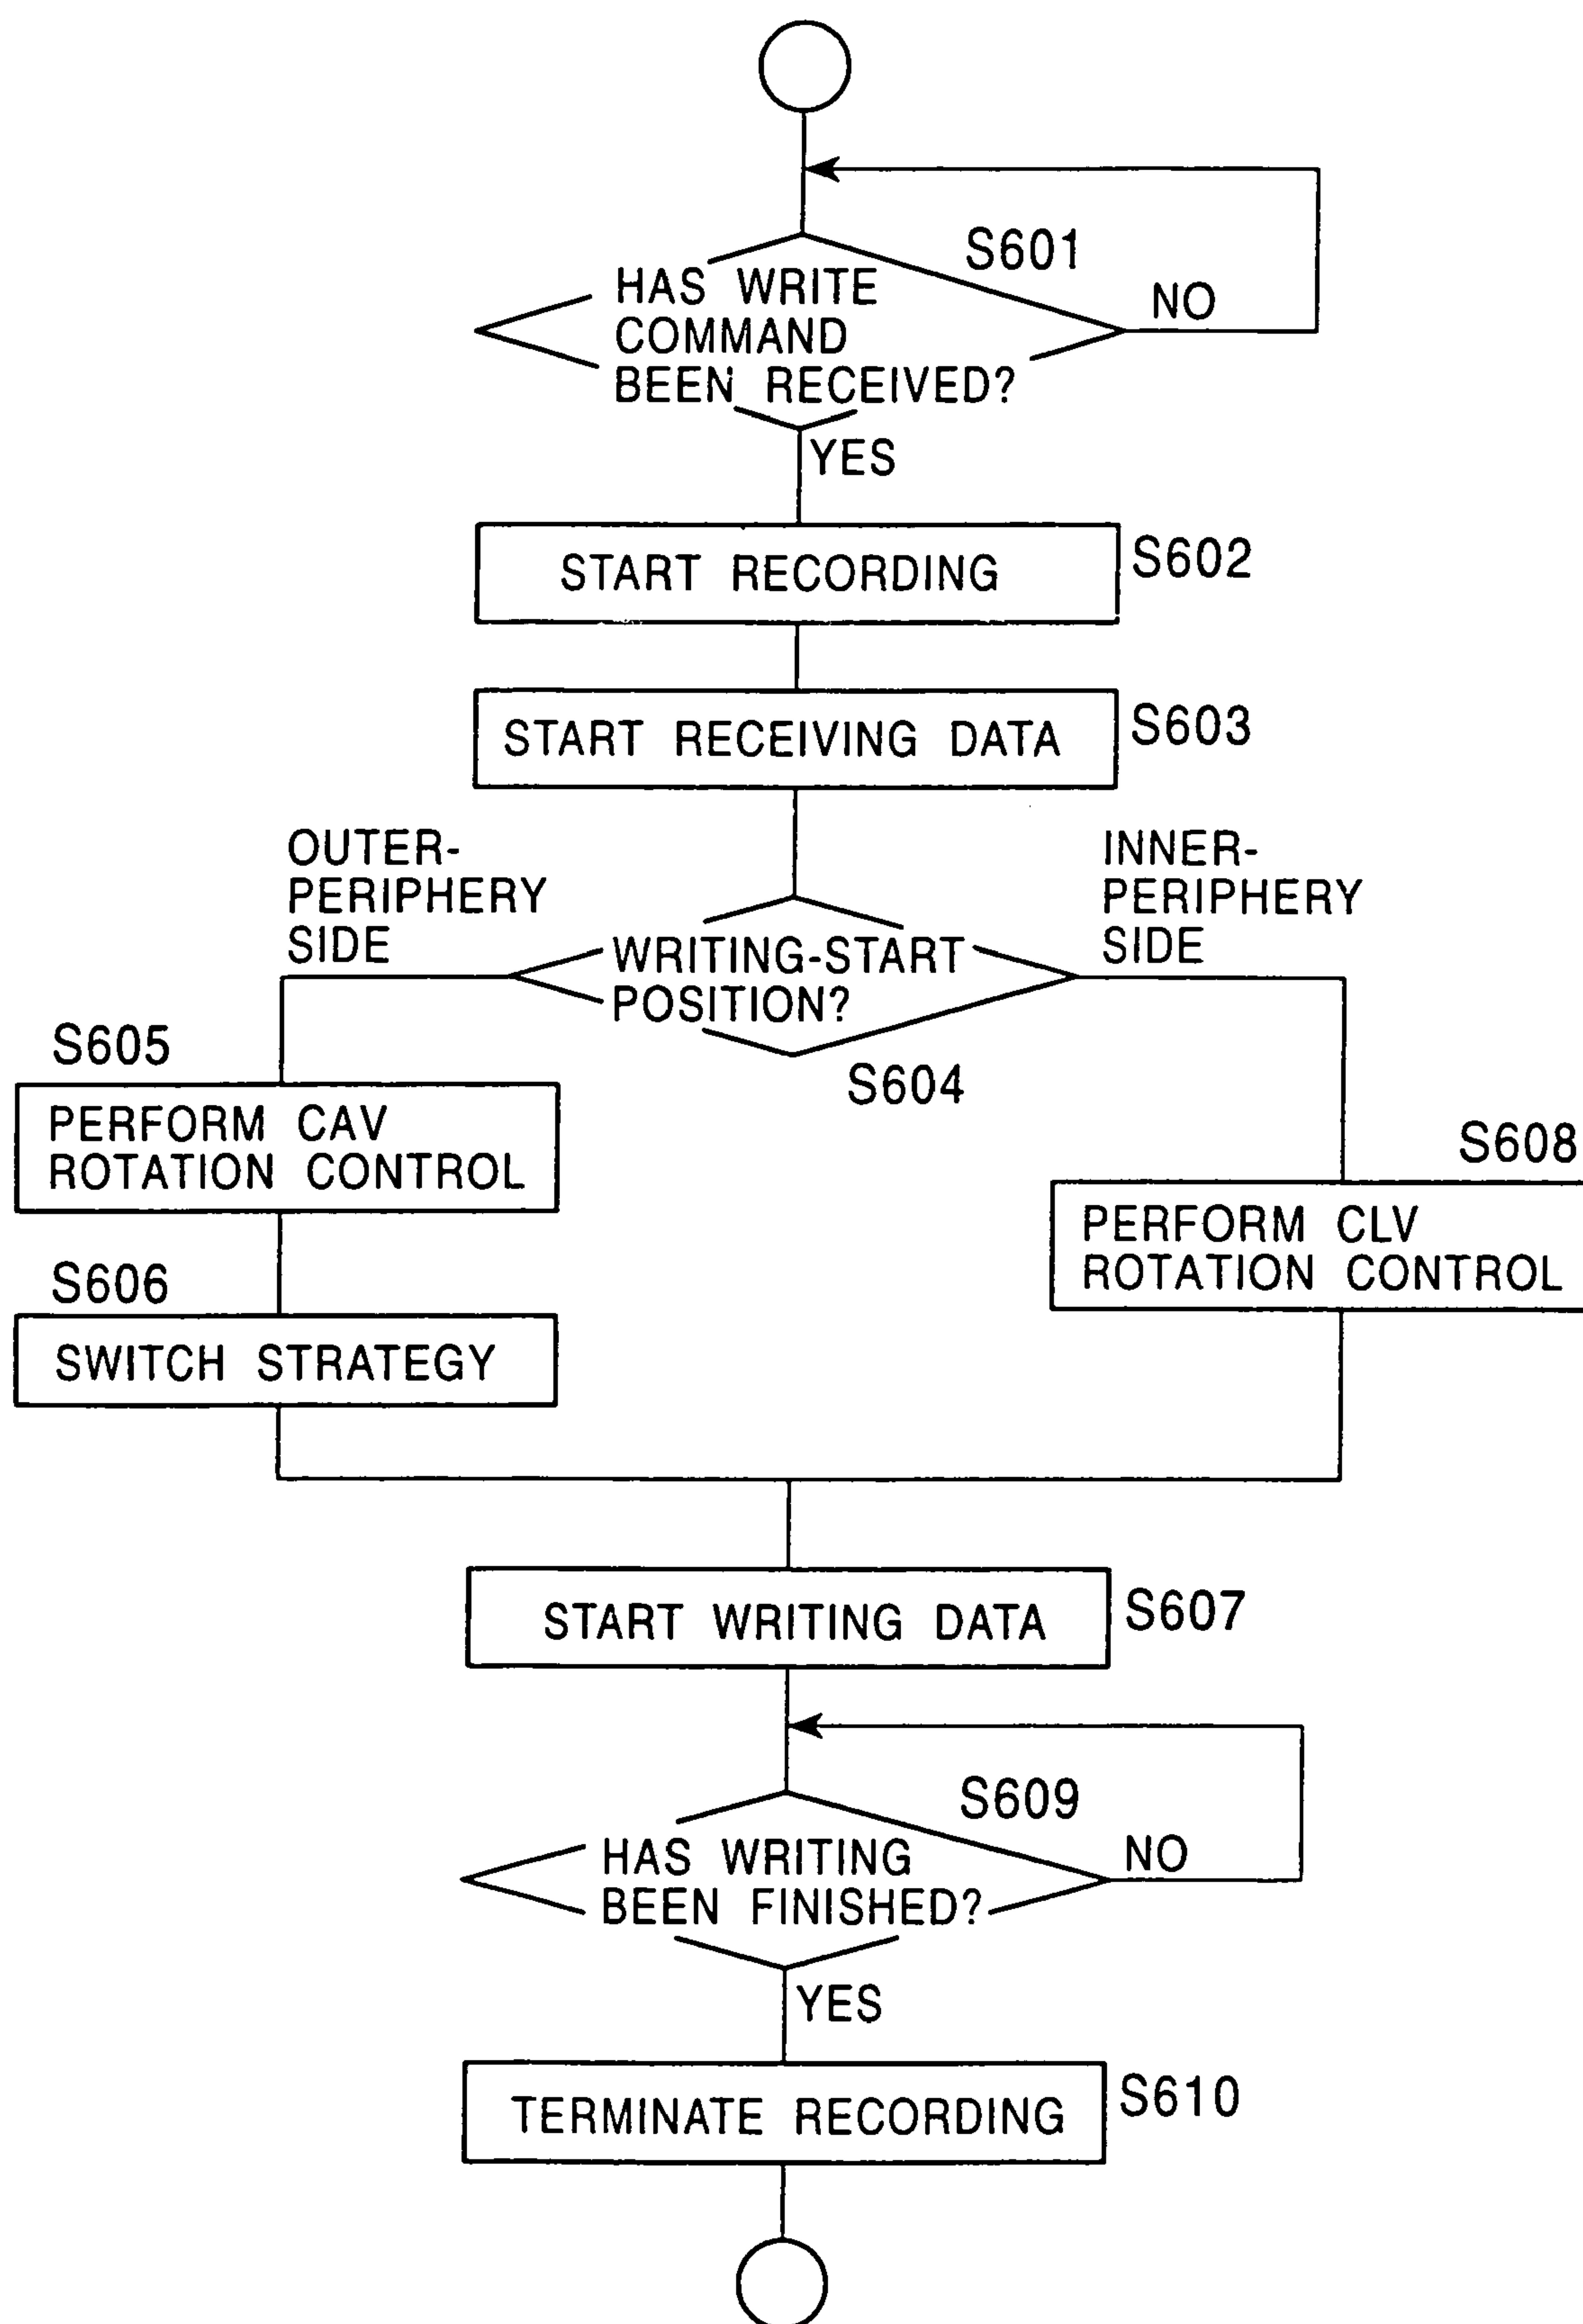 S601
HAS WRITE
COMMAND
BEEN RECEIVED?
NO
YES
START RECORDING
S602
START RECEIVING DATA
S603
OUTER-
PERIPHERY
SIDE
INNER-
PERIPHERY
SIDE
WRITING-START
POSITION?
S604
S605
PERFORM CAV
ROTATION CONTROL
S606
SWITCH STRATEGY
S608
PERFORM CLV
ROTATION CONTROL
START WRITING DATA
S607
S609
HAS WRITING
BEEN FINISHED?
NO
YES
TERMINATE RECORDING
S610